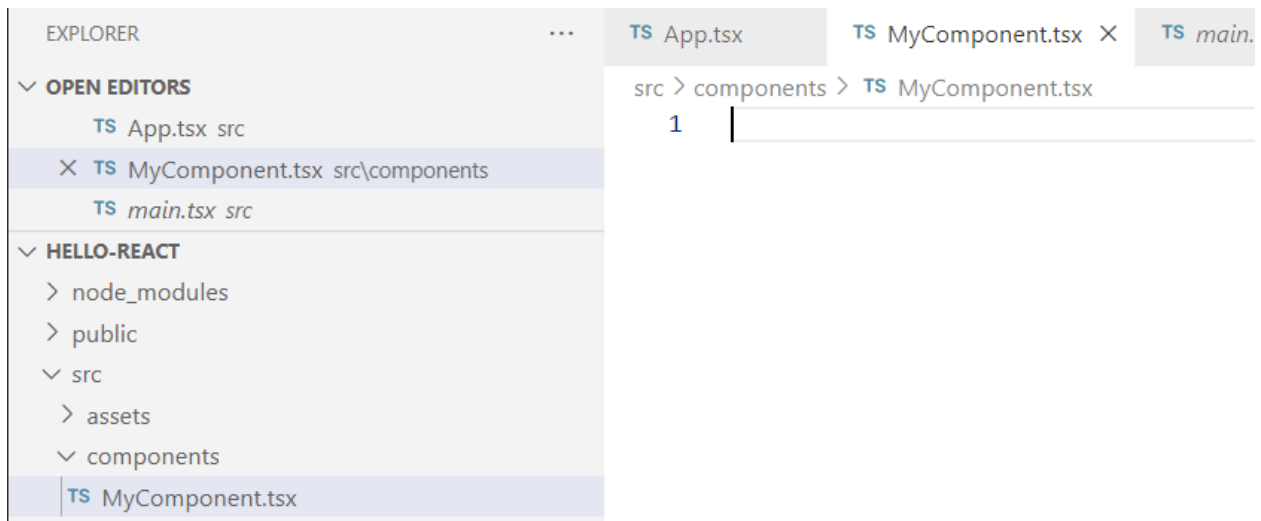 EXPLORER ···
OPEN EDITORS
TS App.tsx src
TS MyComponent.tsx src\components
TS main.tsx src
HELLO-REACT
node_modules
public
src
assets
components
TS MyComponent.tsx
TS App.tsx TS MyComponent.tsx TS main.
src > components > TS MyComponent.tsx
1